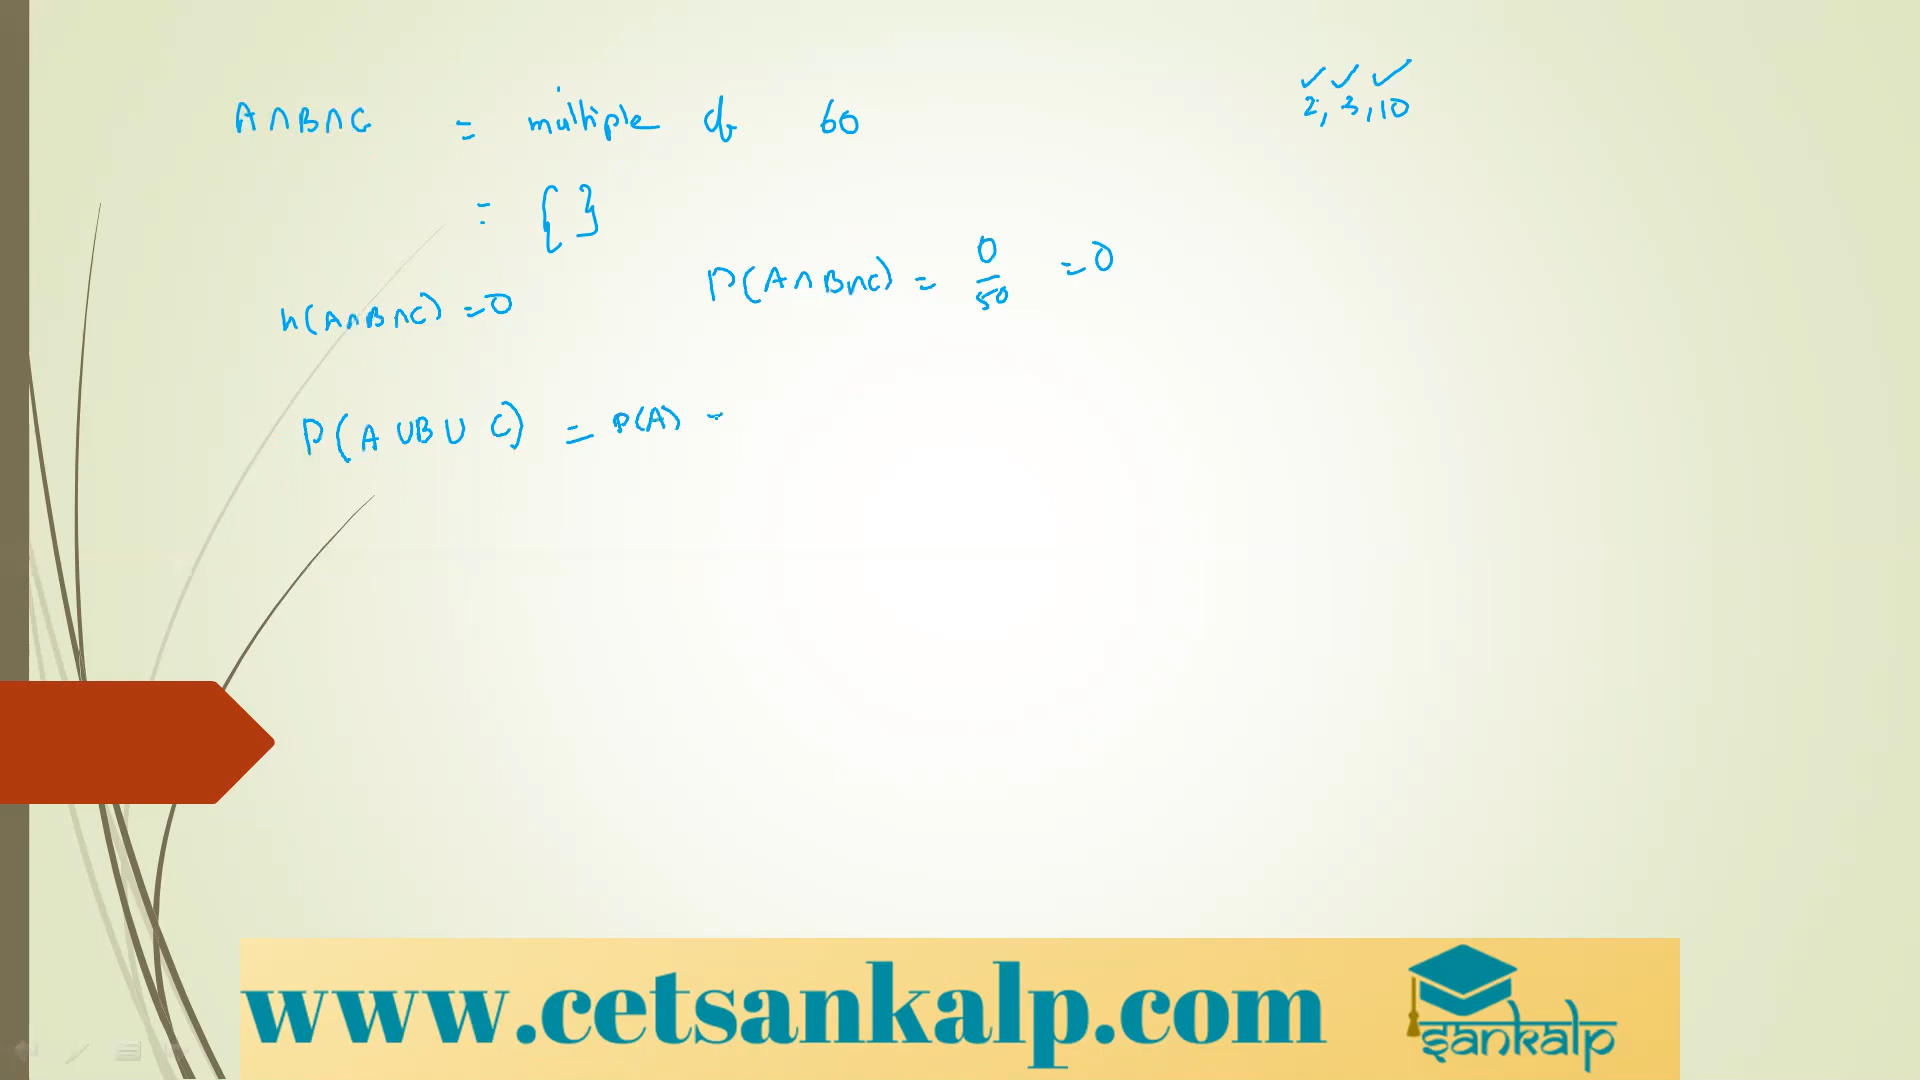 ✓ ✓ ✓
2, 3, 10
A∩B∩C = multiple of 60
= { }
n(A∩B∩C) = 0
P(A∩B∩C) = 0/50 = 0
P(A∪B∪C) = P(A) -
www.cetsankalp.com
sankalp